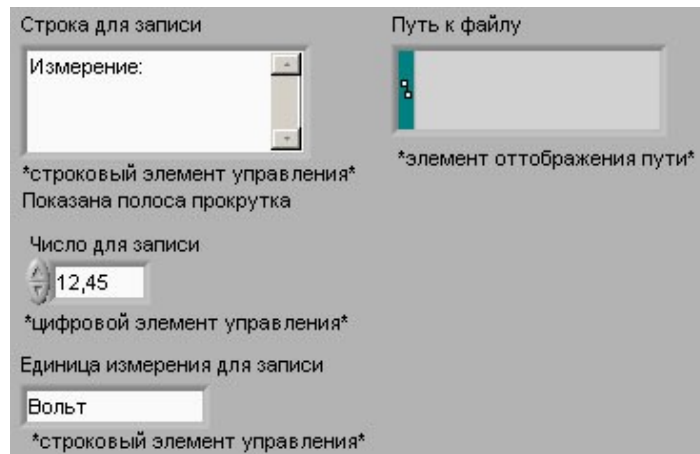 Строка для записи
Измерение:
*строковый элемент управления*
Показана полоса прокрутка
Путь к файлу
*элемент оттображения пути*
Число для записи
12,45
*цифровой элемент управления*
Единица измерения для записи
Вольт
*строковый элемент управления*